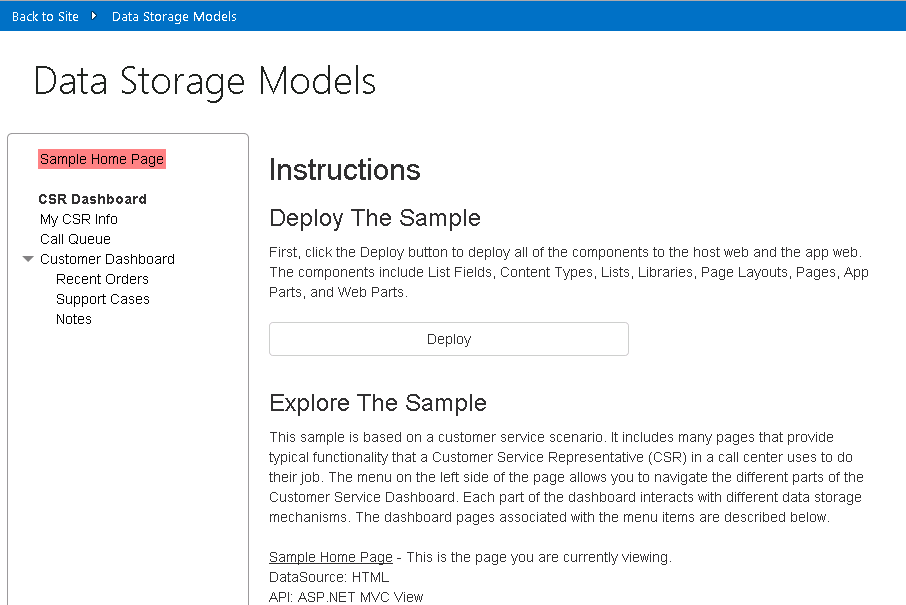 Back to Site Data Storage Models
Data Storage Models
Sample Home Page
CSR Dashboard
My CSR Info
Call Queue
Customer Dashboard
Recent Orders
Support Cases
Notes
Instructions
Deploy The Sample
First, click the Deploy button to deploy all of the components to the host web and the app web.
The components include List Fields, Content Types, Lists, Libraries, Page Layouts, Pages, App
Parts, and Web Parts.
Deploy
Explore The Sample
This sample is based on a customer service scenario. It includes many pages that provide
typical functionality that a Customer Service Representative (CSR) in a call center uses to do
their job. The menu on the left side of the page allows you to navigate the different parts of the
Customer Service Dashboard. Each part of the dashboard interacts with different data storage
mechanisms. The dashboard pages associated with the menu items are described below.
Sample Home Page - This is the page you are currently viewing.
DataSource: HTML
API: ASP.NET MVC View